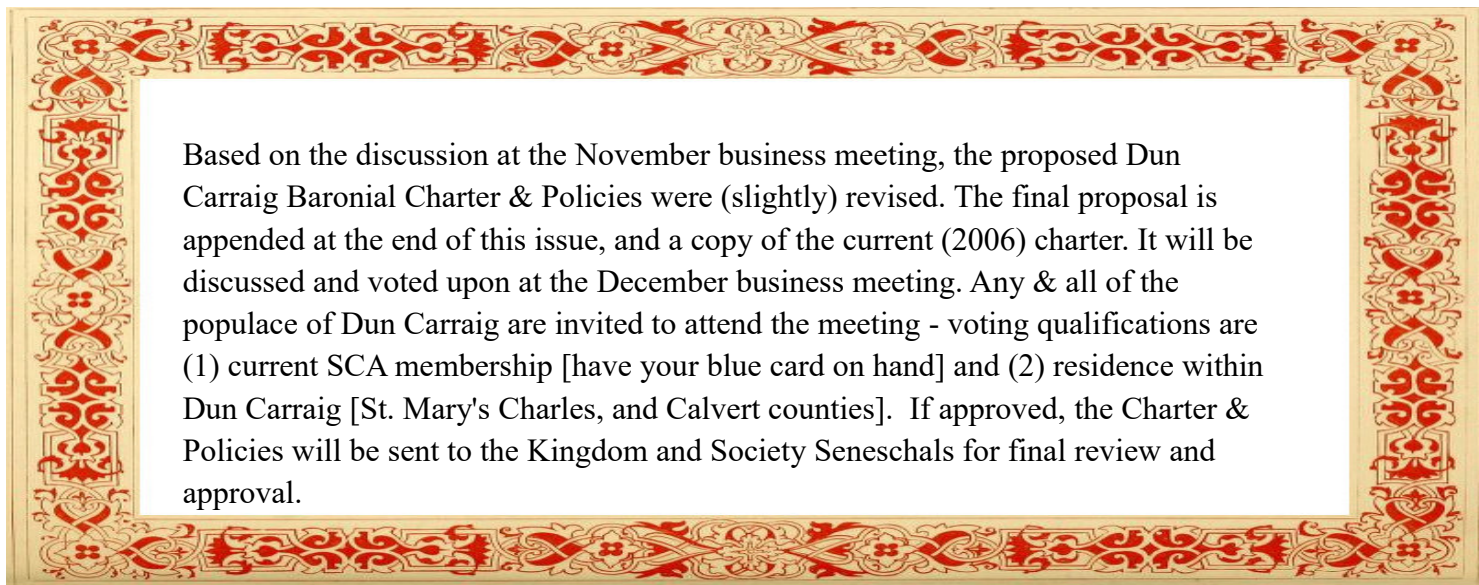 Based on the discussion at the November business meeting, the proposed Dun
Carraig Baronial Charter & Policies were (slightly) revised. The final proposal is
appended at the end of this issue, and a copy of the current (2006) charter. It will be
discussed and voted upon at the December business meeting. Any & all of the
populace of Dun Carraig are invited to attend the meeting - voting qualifications are
(1) current SCA membership [have your blue card on hand] and (2) residence within
Dun Carraig [St. Mary's Charles, and Calvert counties].  If approved, the Charter &
Policies will be sent to the Kingdom and Society Seneschals for final review and
approval.